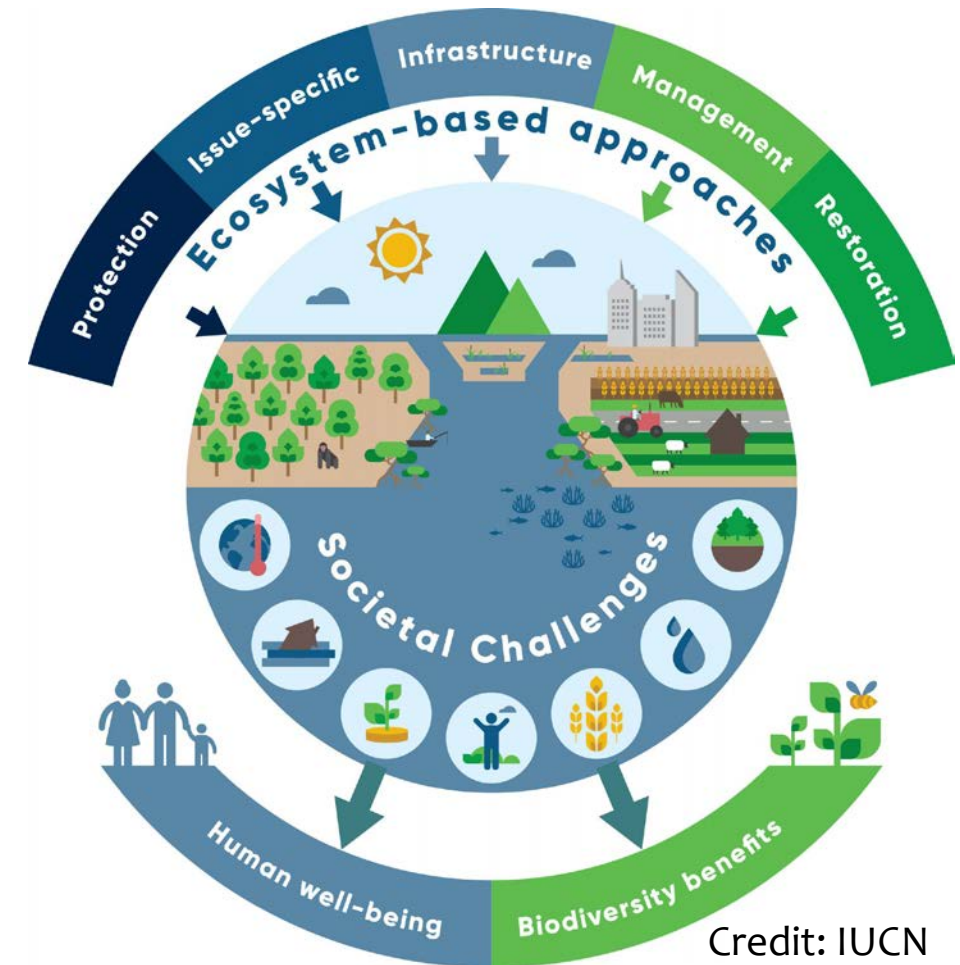 Protection
Issue-specific
Infrastructure
Management
Restoration
Ecosystem-based approaches
Societal Challenges
Human well-being
Biodiversity benefits
Credit: IUCN